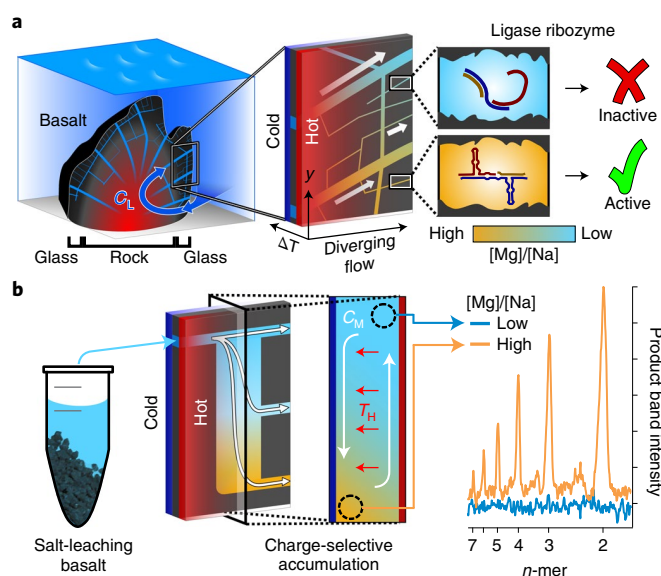 a
Ligase ribozyme
Basalt
Cold
Hot
Inactive
y
C_L
Active
High
Low
ΔT
Diverging
flow
[Mg]/[Na]
Glass
Rock
Glass
b
[Mg]/[Na]
Low
High
C_M
Cold
Hot
T_H
Product band intensity
Salt-leaching
basalt
Charge-selective
accumulation
7 5 4 3 2
n-mer